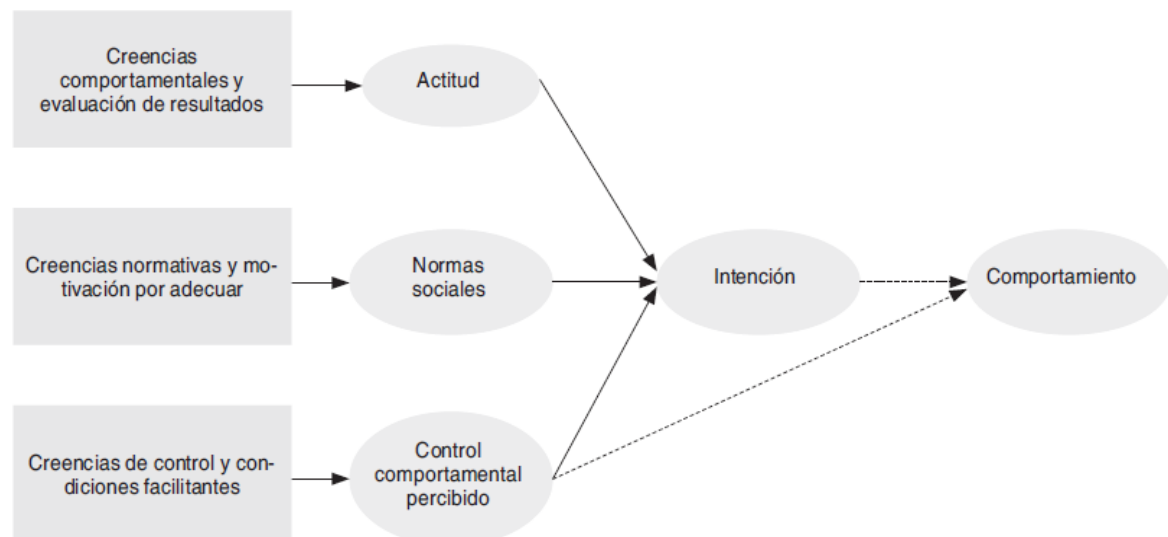 Creencias
comportamentales y
evaluación de resultados
Actitud
Creencias normativas y mo-
tivación por adecuar
Normas
sociales
Intención
Comportamiento
Creencias de control y con-
diciones facilitantes
Control
comportamental
percibido